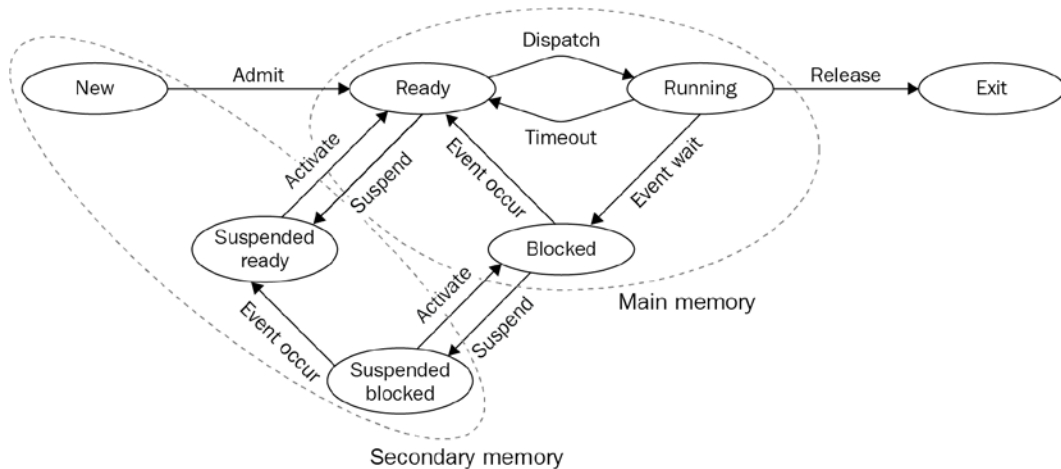 Dispatch
New
Admit
Ready
Running
Release
Exit
Timeout
Activate
Suspend
Event occur
Event wait
Suspended
ready
Blocked
Activate
Suspend
Main memory
Event occur
Suspended
blocked
Secondary memory